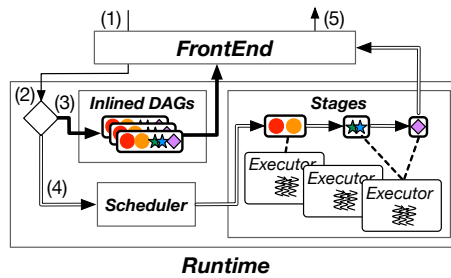 (1)
(5)
FrontEnd
(2)
(3)
Inlined DAGs
Stages
Executor
Executor
Executor
(4)
Scheduler
Runtime